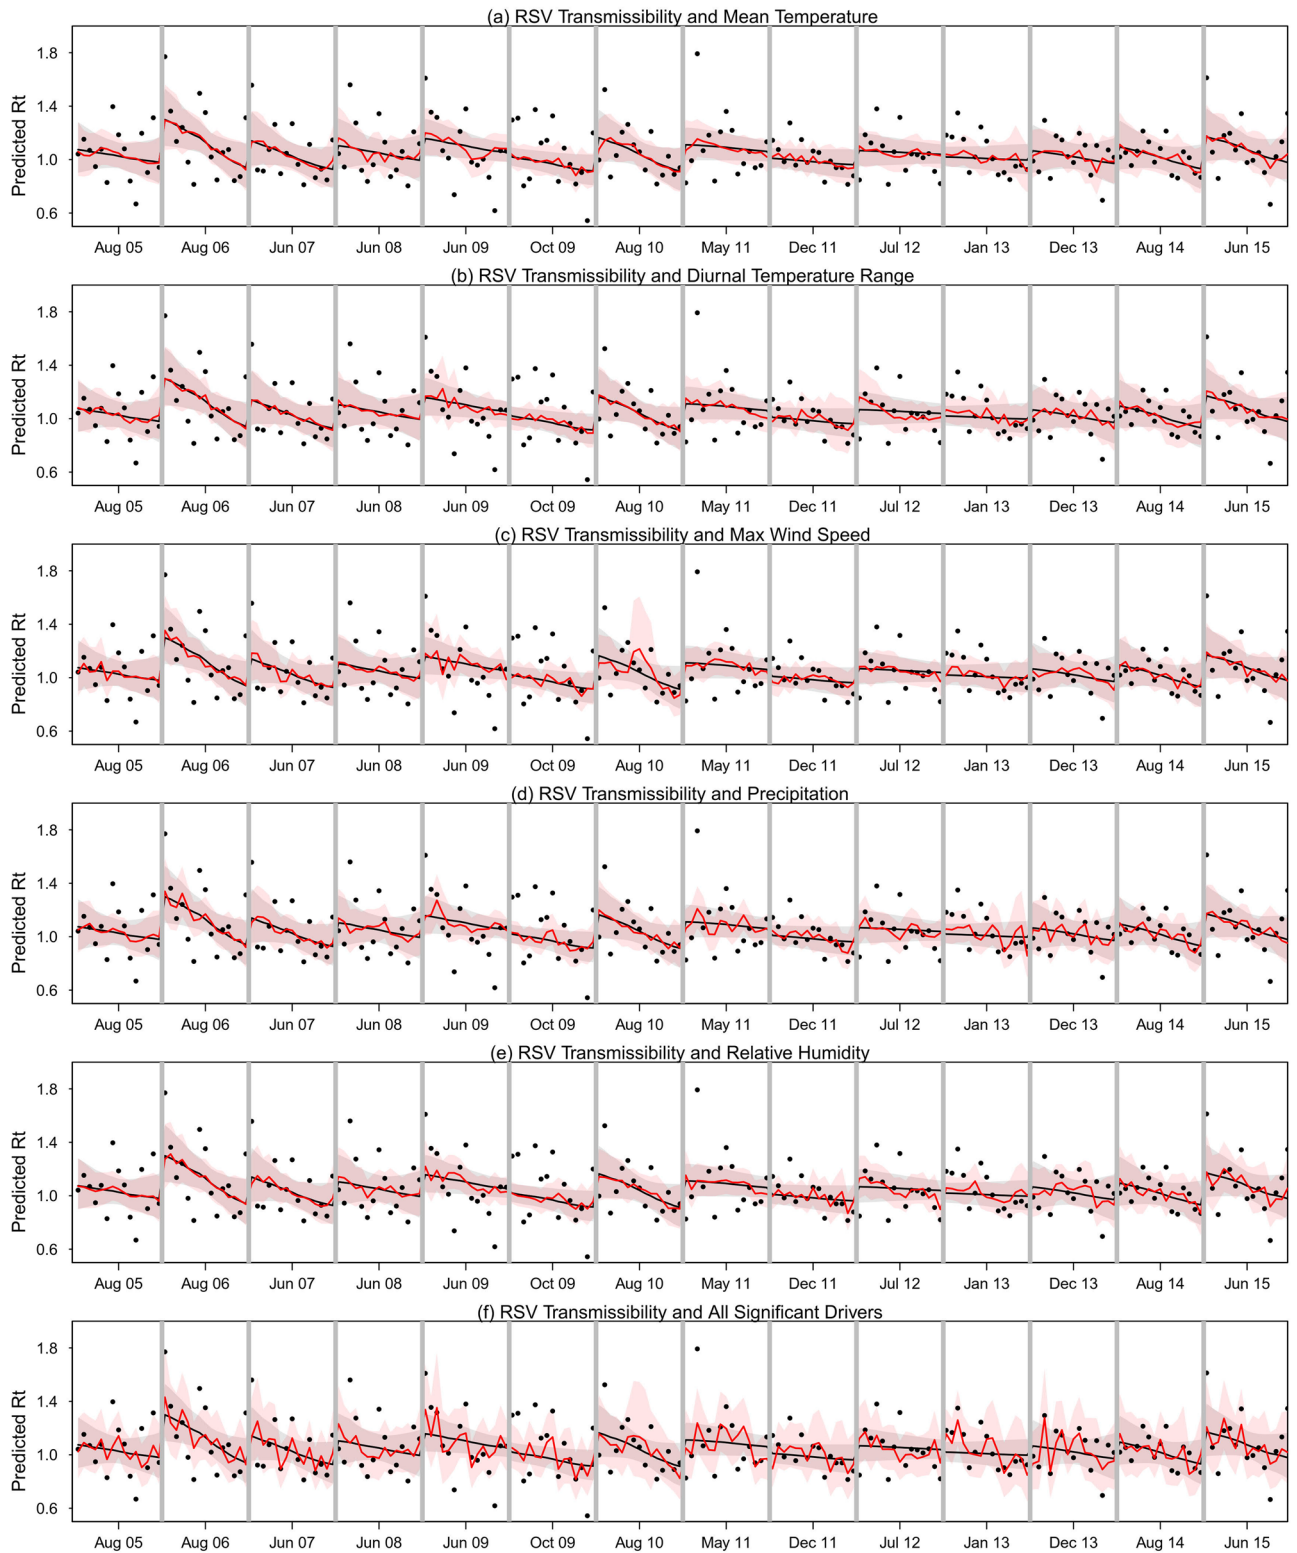 (a) RSV Transmissibility and Mean Temperature
Predicted Rt
1.8
1.4
1.0
0.6
Aug 05 Aug 06 Jun 07 Jun 08 Jun 09 Oct 09 Aug 10 May 11 Dec 11 Jul 12 Jan 13 Dec 13 Aug 14 Jun 15
(b) RSV Transmissibility and Diurnal Temperature Range
Predicted Rt
1.8
1.4
1.0
0.6
Aug 05 Aug 06 Jun 07 Jun 08 Jun 09 Oct 09 Aug 10 May 11 Dec 11 Jul 12 Jan 13 Dec 13 Aug 14 Jun 15
(c) RSV Transmissibility and Max Wind Speed
Predicted Rt
1.8
1.4
1.0
0.6
Aug 05 Aug 06 Jun 07 Jun 08 Jun 09 Oct 09 Aug 10 May 11 Dec 11 Jul 12 Jan 13 Dec 13 Aug 14 Jun 15
(d) RSV Transmissibility and Precipitation
Predicted Rt
1.8
1.4
1.0
0.6
Aug 05 Aug 06 Jun 07 Jun 08 Jun 09 Oct 09 Aug 10 May 11 Dec 11 Jul 12 Jan 13 Dec 13 Aug 14 Jun 15
(e) RSV Transmissibility and Relative Humidity
Predicted Rt
1.8
1.4
1.0
0.6
Aug 05 Aug 06 Jun 07 Jun 08 Jun 09 Oct 09 Aug 10 May 11 Dec 11 Jul 12 Jan 13 Dec 13 Aug 14 Jun 15
(f) RSV Transmissibility and All Significant Drivers
Predicted Rt
1.8
1.4
1.0
0.6
Aug 05 Aug 06 Jun 07 Jun 08 Jun 09 Oct 09 Aug 10 May 11 Dec 11 Jul 12 Jan 13 Dec 13 Aug 14 Jun 15